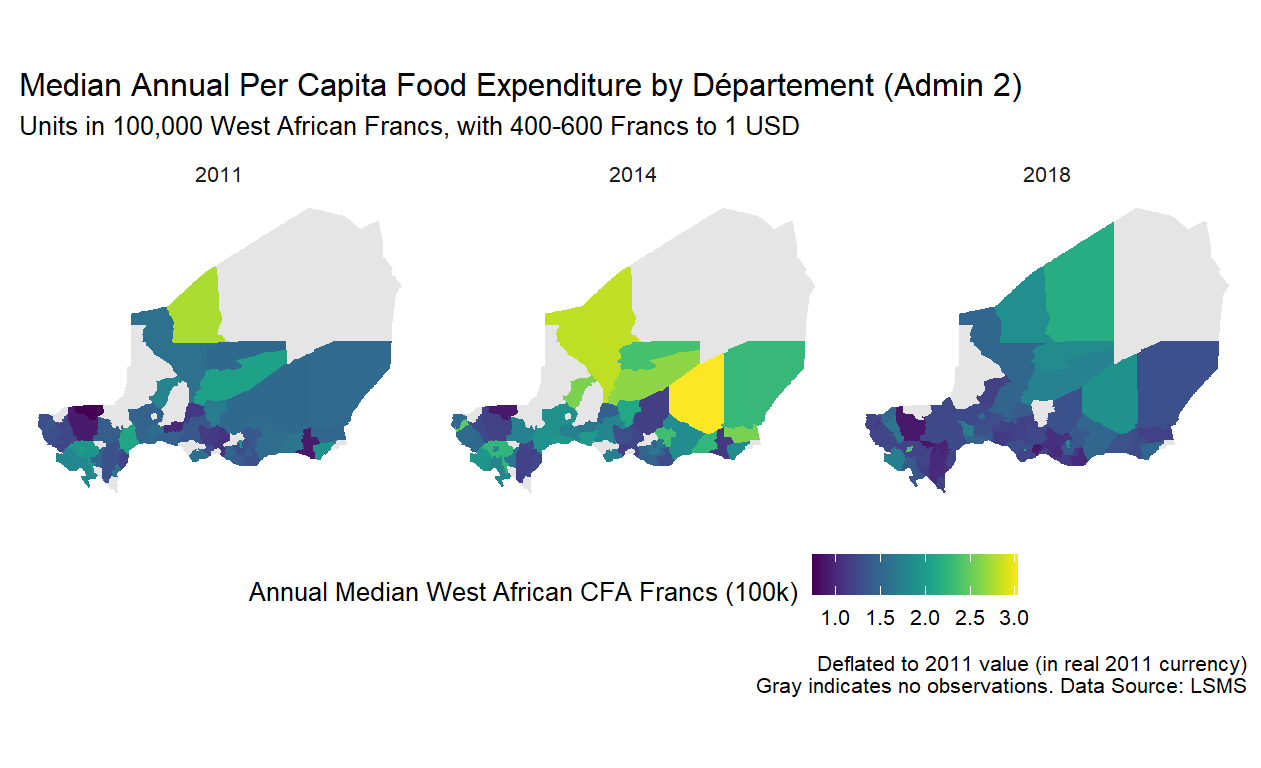 Median Annual Per Capita Food Expenditure by Département (Admin 2)
Units in 100,000 West African Francs, with 400-600 Francs to 1 USD
2011 2014 2018
Annual Median West African CFA Francs (100k)
1.0 1.5 2.0 2.5 3.0
Deflated to 2011 value (in real 2011 currency)
Gray indicates no observations. Data Source: LSMS